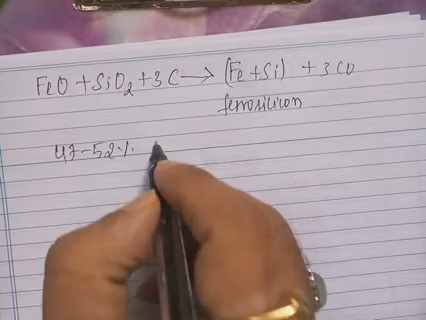 FeO + SiO₂ + 3C → (Fe + Si) + 3CO
ferrosilicon
47-52%